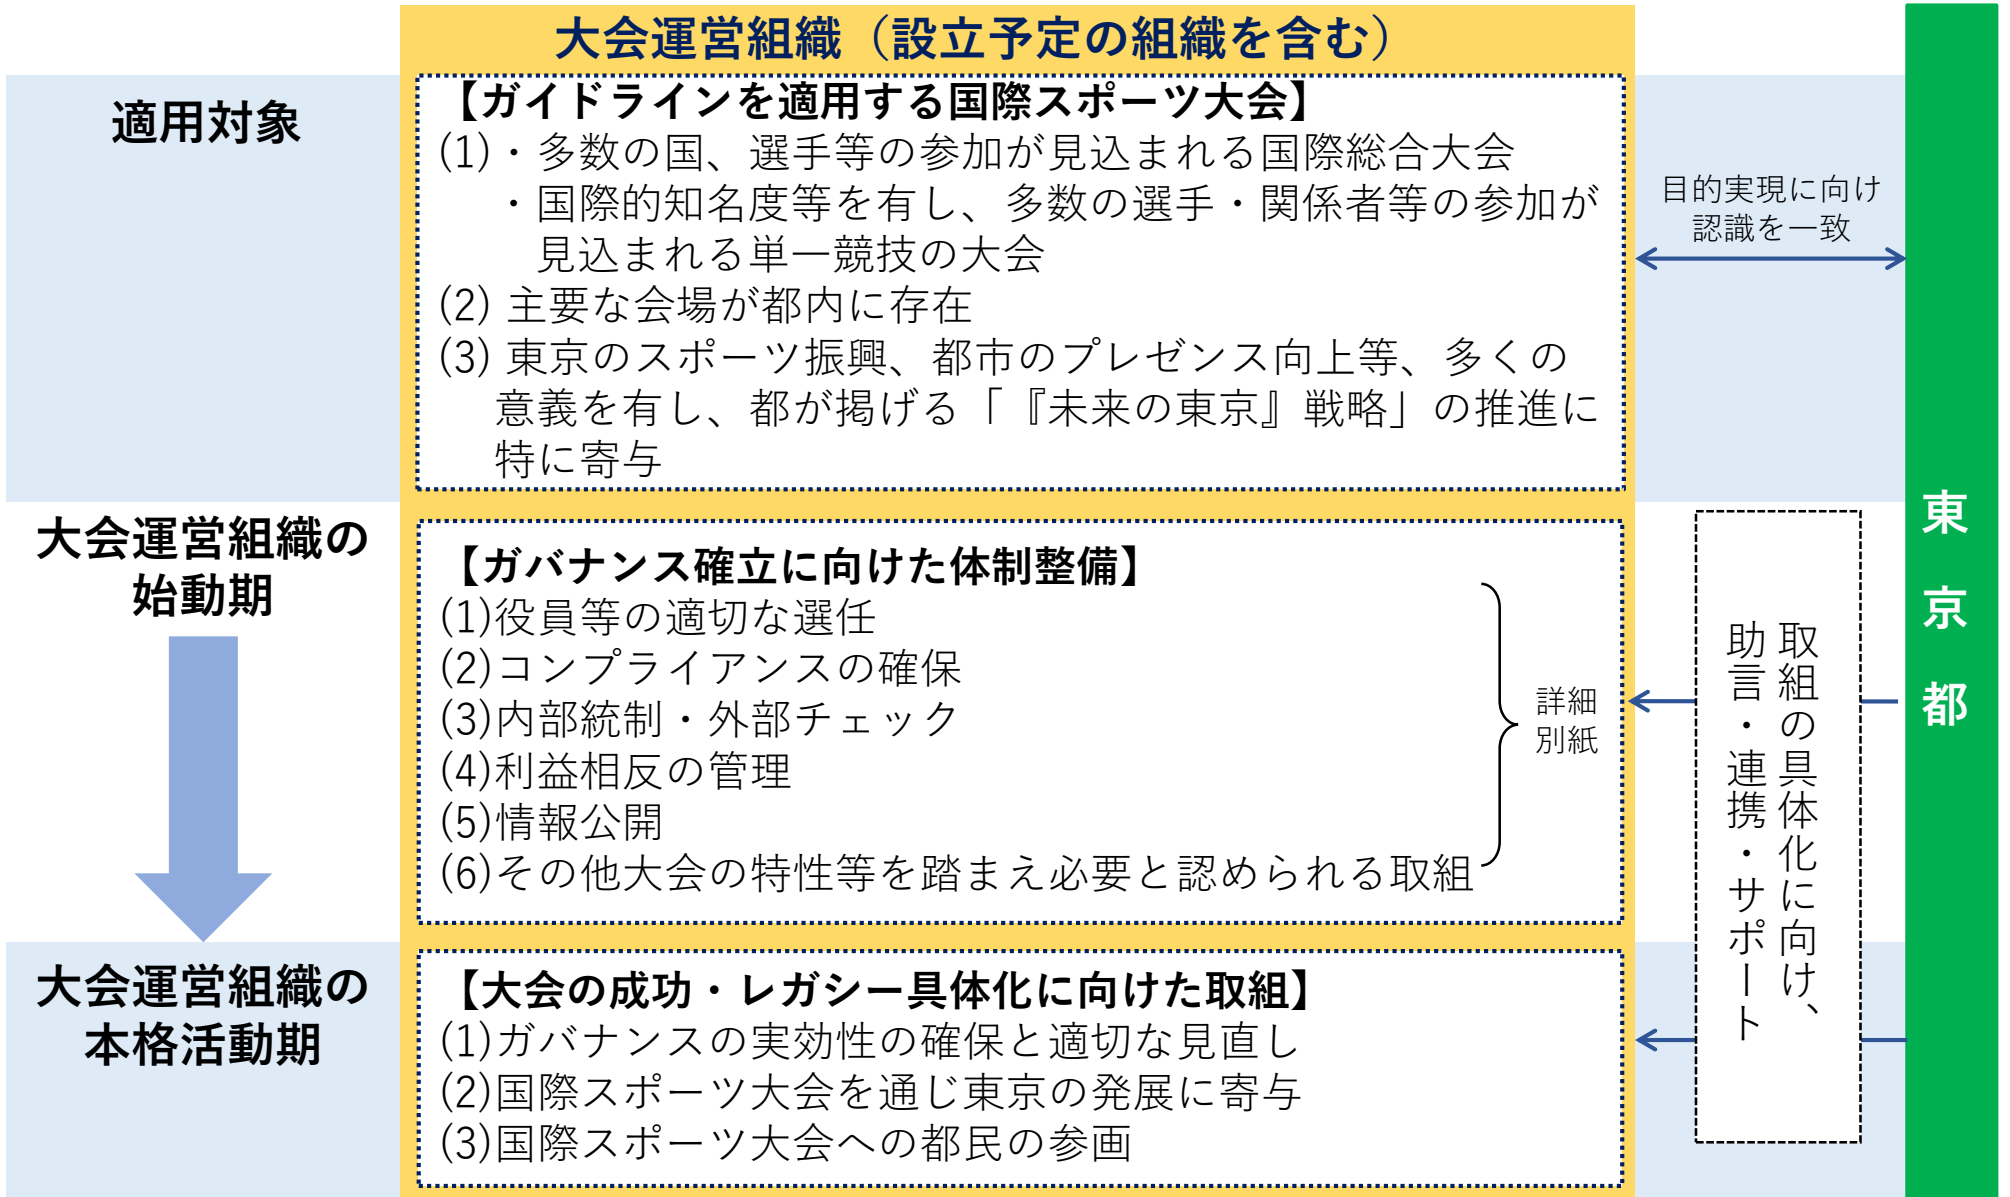 大会運営組織（設立予定の組織を含む）
適用対象
【ガイドラインを適用する国際スポーツ大会】
(1)・多数の国、選手等の参加が見込まれる国際総合大会
・国際的知名度等を有し、多数の選手・関係者等の参加が
見込まれる単一競技の大会
(2) 主要な会場が都内に存在
(3) 東京のスポーツ振興、都市のプレゼンス向上等、多くの
意義を有し、都が掲げる「『未来の東京』戦略」の推進に
特に寄与
目的実現に向け
認識を一致
大会運営組織の
始動期
【ガバナンス確立に向けた体制整備】
(1)役員等の適切な選任
(2)コンプライアンスの確保
(3)内部統制・外部チェック
(4)利益相反の管理
(5)情報公開
(6)その他大会の特性等を踏まえ必要と認められる取組
詳細
別紙
大会運営組織の
本格活動期
【大会の成功・レガシー具体化に向けた取組】
(1)ガバナンスの実効性の確保と適切な見直し
(2)国際スポーツ大会を通じ東京の発展に寄与
(3)国際スポーツ大会への都民の参画
取組の具体化に向け、
助言・連携・サポート
東京都